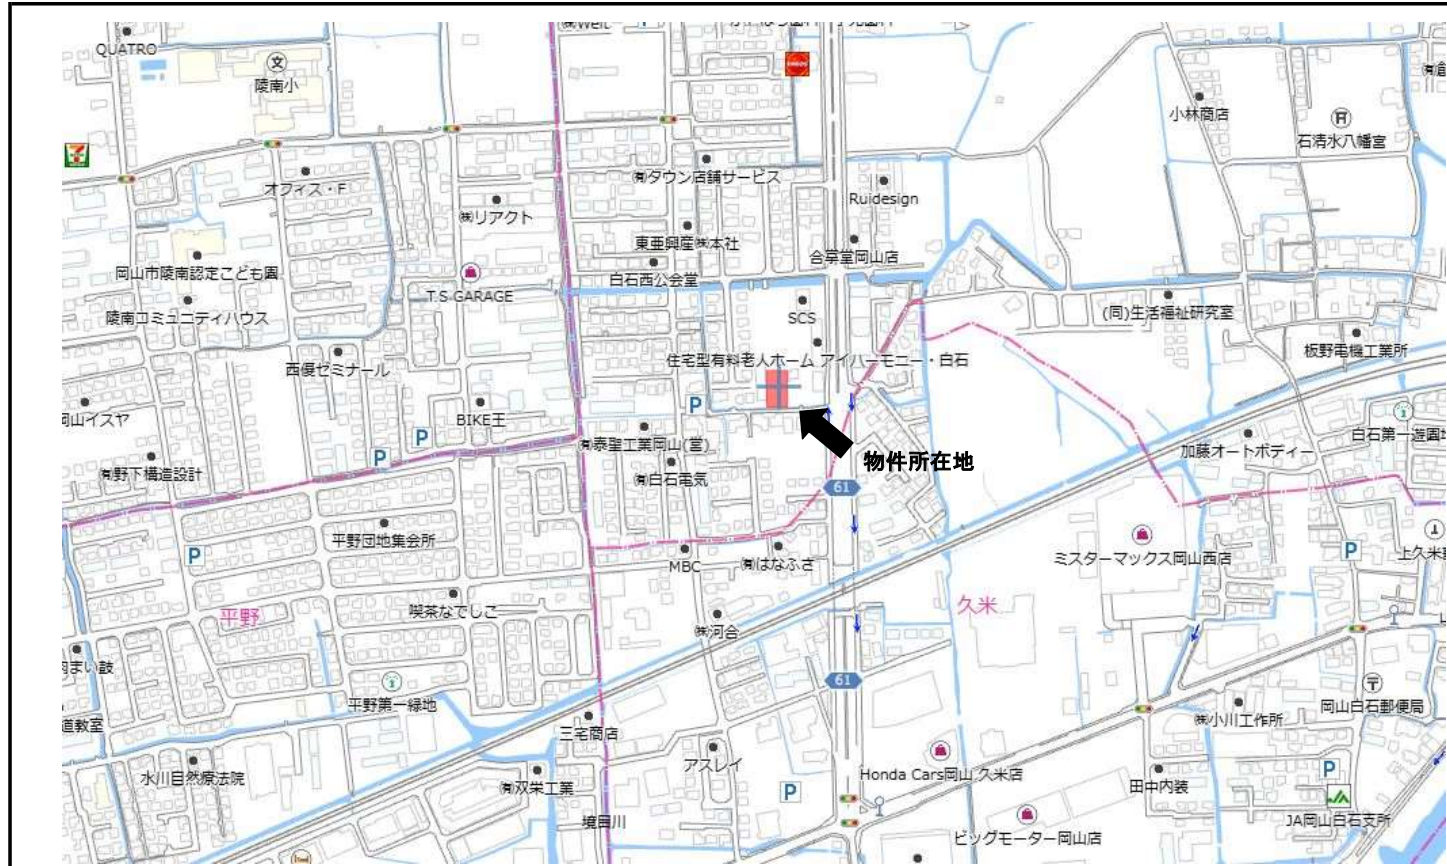 QUATRO
陵南小
小林商店
石清水八幡宮
オフィス・F
㈲タウン店舗サービス
Ruidesign
㈱リアクト
東亜興産㈱本社
合掌堂岡山店
岡山市陵南認定こども園
白石西公会堂
T.S GARAGE
陵南コミュニティハウス
SCS
(同)生活福祉研究室
板野電機工業所
住宅型有料老人ホーム アイハーモニー・白石
西優ゼミナール
P
BIKE王
P
P
㈲泰聖工業岡山(営)
白石第一遊園地
加藤オートボディー
物件所在地
㈲野下構造設計
㈲白石電気
61
平野団地集会所
P
MBC
㈲はなふさ
ミスターマックス岡山西店
P
喫茶なでしこ
平野
久米
㈱河合
平野第一緑地
61
㈱小川工作所
岡山白石郵便局
三宅商店
水川自然療法院
アスレイ
Honda Cars岡山 久米店
㈲双栄工業
P
田中内装
P
境目川
ビッグモーター岡山店
JA岡山白石支所